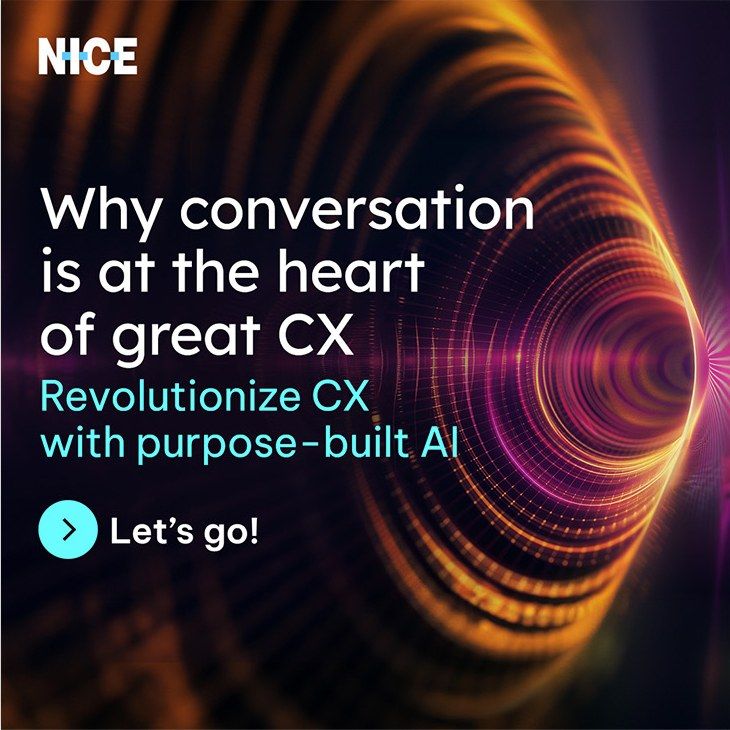 NICE
Why conversation
is at the heart
of great CX
Revolutionize CX
with purpose-built AI
Let's go!